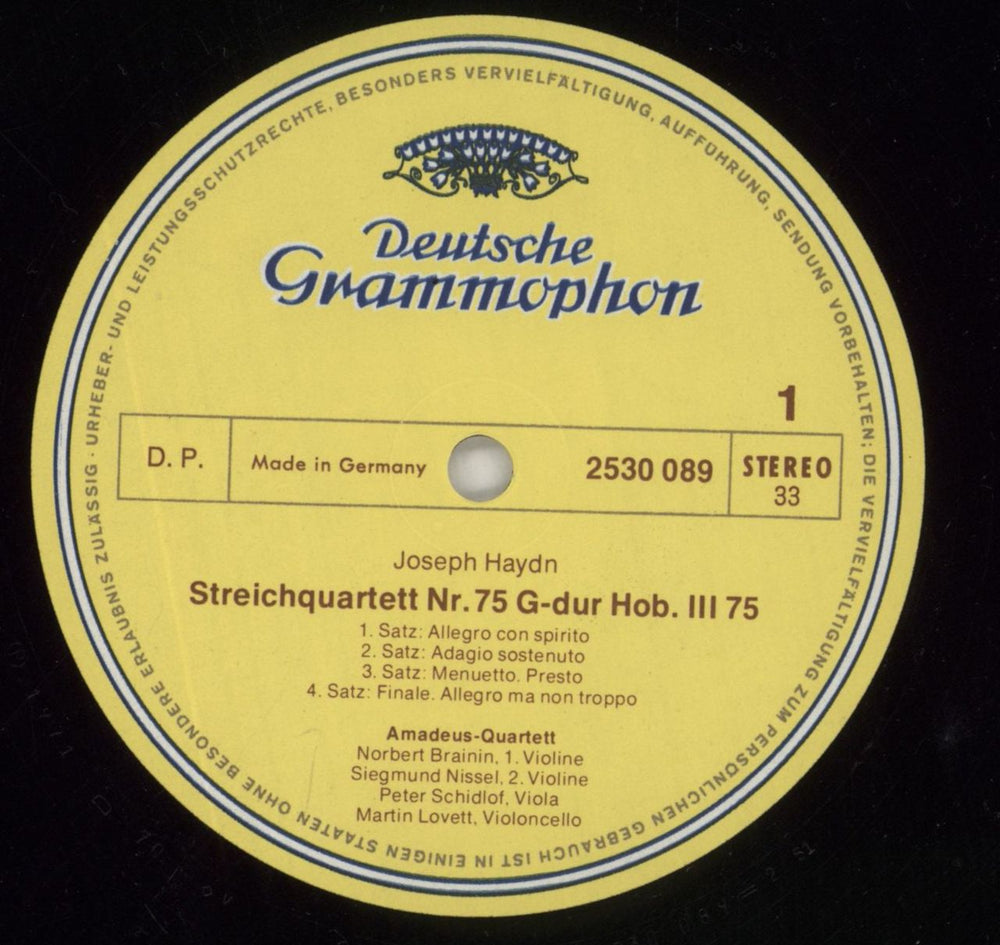 URHEBER- UND LEISTUNGSSCHUTZRECHTE, BESONDERS VERVIELFÄLTIGUNG, AUFFÜHRUNG, SENDUNG VORBEHALTEN; DIE VERVIELFÄLTIGUNG ZUM PERSÖNLICHEN GEBRAUCH IST IN EINIGEN STAATEN OHNE BESONDERE ERLAUBNIS ZULÄSSIG ·
Deutsche
Grammophon
1
D. P.
Made in Germany
2530 089
STEREO
33
Joseph Haydn
Streichquartett Nr. 75 G-dur Hob. III 75
1. Satz: Allegro con spirito
2. Satz: Adagio sostenuto
3. Satz: Menuetto. Presto
4. Satz: Finale. Allegro ma non troppo
Amadeus-Quartett
Norbert Brainin, 1. Violine
Siegmund Nissel, 2. Violine
Peter Schidlof, Viola
Martin Lovett, Violoncello